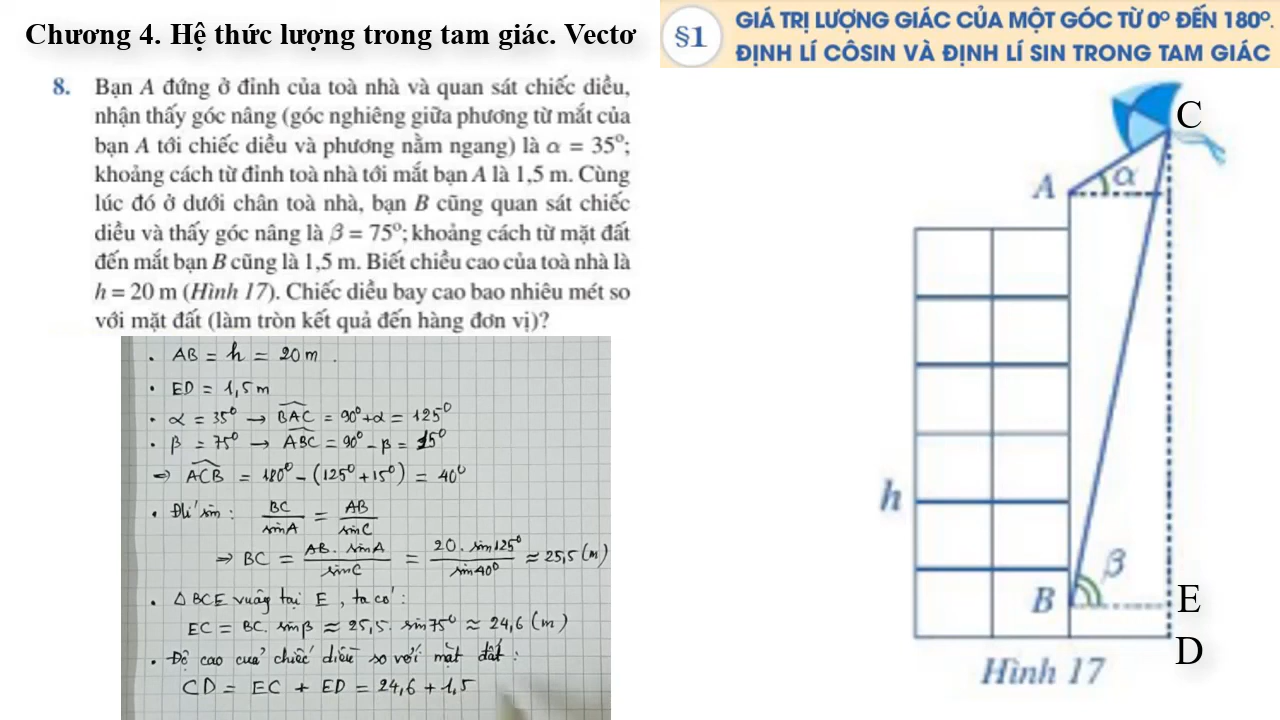 Chương 4. Hệ thức lượng trong tam giác. Vectơ
§1
GIÁ TRỊ LƯỢNG GIÁC CỦA MỘT GÓC TỪ 0° ĐẾN 180°.
ĐỊNH LÍ CÔSIN VÀ ĐỊNH LÍ SIN TRONG TAM GIÁC
8. Bạn A đứng ở đỉnh của toà nhà và quan sát chiếc diều,
nhận thấy góc nâng (góc nghiêng giữa phương từ mắt của
bạn A tới chiếc diều và phương nằm ngang) là α = 35°;
khoảng cách từ đỉnh toà nhà tới mắt bạn A là 1,5 m. Cùng
lúc đó ở dưới chân toà nhà, bạn B cũng quan sát chiếc
diều và thấy góc nâng là β = 75°; khoảng cách từ mặt đất
đến mắt bạn B cũng là 1,5 m. Biết chiều cao của toà nhà là
h = 20 m (Hình 17). Chiếc diều bay cao bao nhiêu mét so
với mặt đất (làm tròn kết quả đến hàng đơn vị)?
• AB = h = 20 m .
• ED = 1,5 m
• α = 35° → BAC = 90° + α = 125°
• β = 75° → ABC = 90° - β = 15°
⇒ ACB = 180° - (125° + 15°) = 40°
• Đlí sin : BC/sinA = AB/sinC
⇒ BC = AB. sinA/sinC = 20. sin125°/sin40° ≈ 25,5 (m)
• Δ BCE vuông tại E , ta có :
EC = BC. sinβ ≈ 25,5. sin75° ≈ 24,6 (m)
• Độ cao của chiếc diều so với mặt đất :
CD = EC + ED = 24,6 + 1,5
C
A
α
h
β
B
E
D
Hình 17